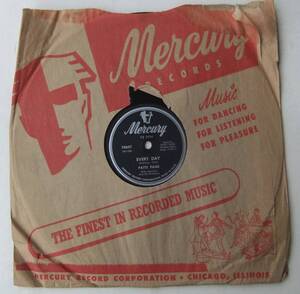 Mercury
RECORDS
Music
FOR DANCING
FOR LISTENING
FOR PLEASURE
Mercury
EVERY DAY
PATTI PAGE
THE FINEST IN RECORDED MUSIC
MERCURY RECORD CORPORATION • CHICAGO, ILLINOIS